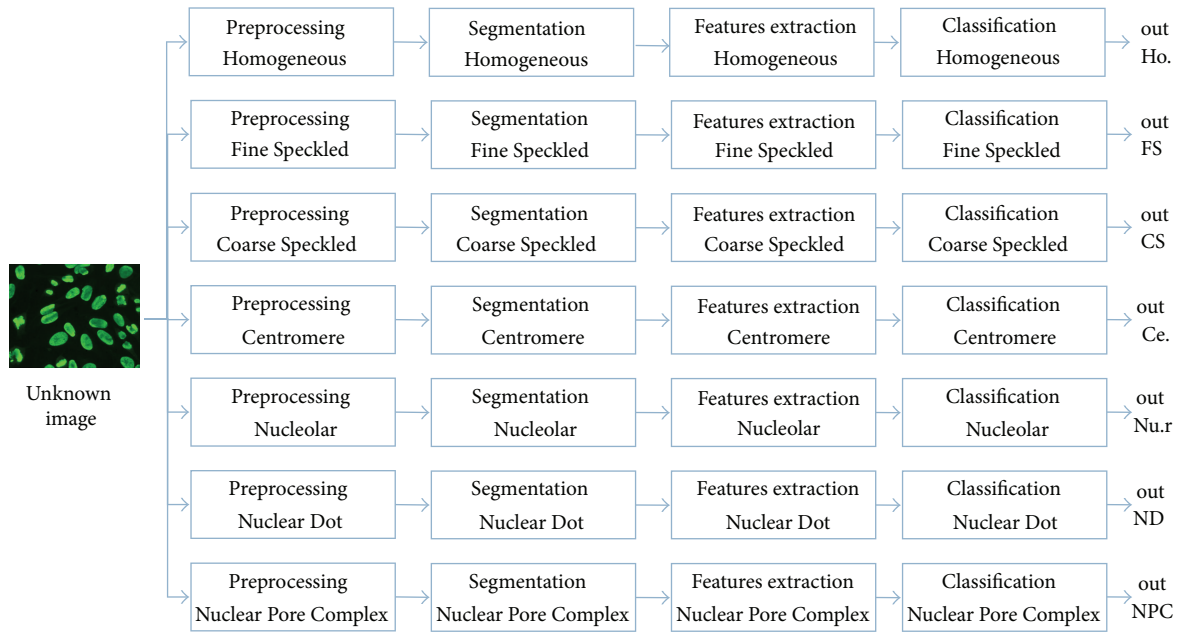 Preprocessing
Homogeneous
Segmentation
Homogeneous
Features extraction
Homogeneous
Classification
Homogeneous
out
Ho.
Preprocessing
Fine Speckled
Segmentation
Fine Speckled
Features extraction
Fine Speckled
Classification
Fine Speckled
out
FS
Preprocessing
Coarse Speckled
Segmentation
Coarse Speckled
Features extraction
Coarse Speckled
Classification
Coarse Speckled
out
CS
Preprocessing
Centromere
Segmentation
Centromere
Features extraction
Centromere
Classification
Centromere
out
Ce.
Unknown
image
Preprocessing
Nucleolar
Segmentation
Nucleolar
Features extraction
Nucleolar
Classification
Nucleolar
out
Nu.r
Preprocessing
Nuclear Dot
Segmentation
Nuclear Dot
Features extraction
Nuclear Dot
Classification
Nuclear Dot
out
ND
Preprocessing
Nuclear Pore Complex
Segmentation
Nuclear Pore Complex
Features extraction
Nuclear Pore Complex
Classification
Nuclear Pore Complex
out
NPC